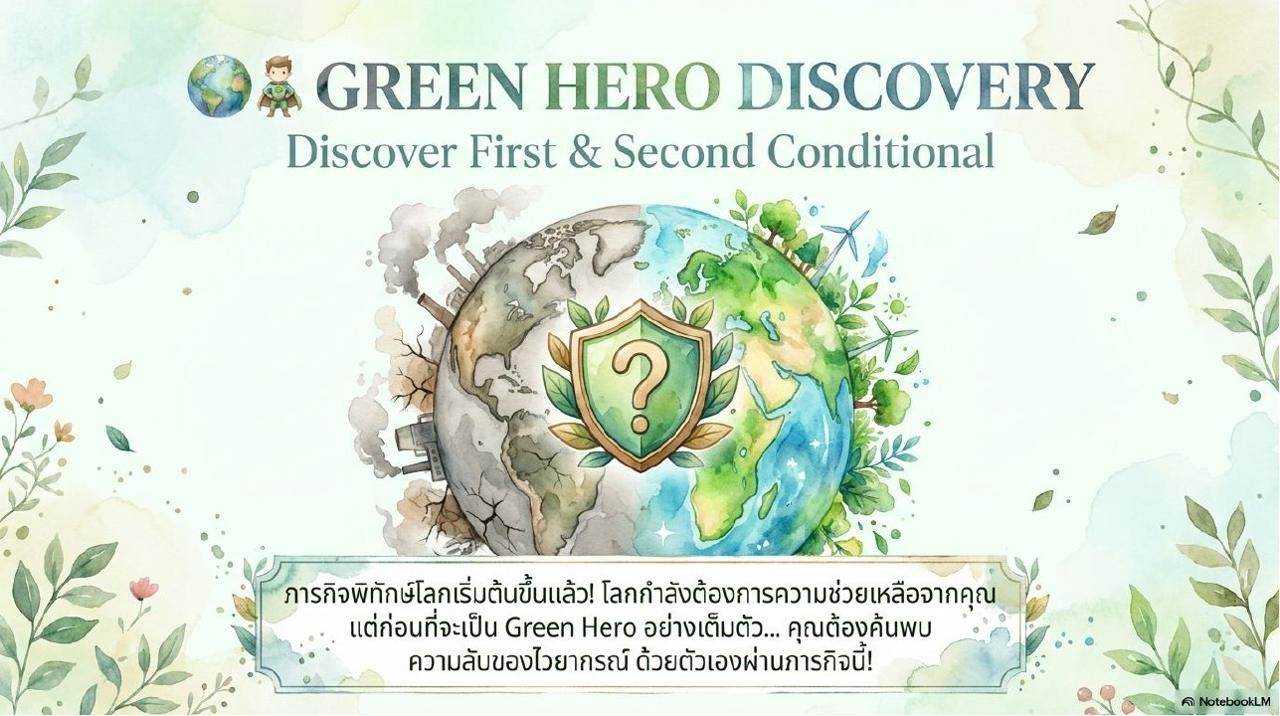 GREEN HERO DISCOVERY
Discover First & Second Conditional
?
ภารกิจพิทักษ์โลกเริ่มต้นขึ้นแล้ว! โลกกำลังต้องการความช่วยเหลือจากคุณ
แต่ก่อนที่จะเป็น Green Hero อย่างเต็มตัว... คุณต้องค้นพบ
ความลับของไวยากรณ์ ด้วยตัวเองผ่านภารกิจนี้!
NotebookLM